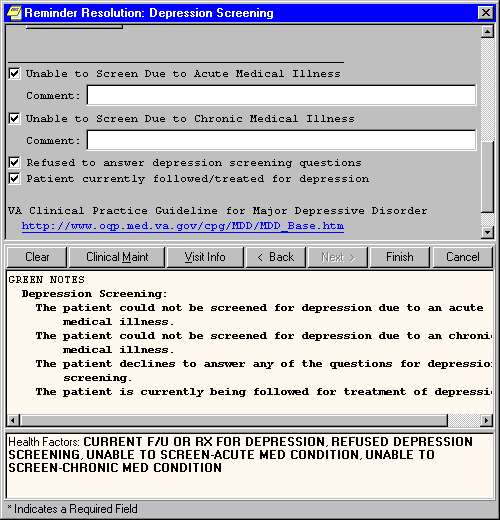 Reminder Resolution: Depression Screening
Unable to Screen Due to Acute Medical Illness
Comment:
Unable to Screen Due to Chronic Medical Illness
Comment:
Refused to answer depression screening questions
Patient currently followed/treated for depression
VA Clinical Practice Guideline for Major Depressive Disorder
http://www.oqp.med.va.gov/cpg/MDD/MDD_Base.htm
Clear Clinical Maint Visit Info < Back Next > Finish Cancel
GREEN NOTES
Depression Screening:
The patient could not be screened for depression due to an acute
medical illness.
The patient could not be screened for depression due to an chroni
medical illness.
The patient declines to answer any of the questions for depressio
screening.
The patient is currently being followed for treatment of depressi
Health Factors: CURRENT F/U OR RX FOR DEPRESSION, REFUSED DEPRESSION
SCREENING, UNABLE TO SCREEN-ACUTE MED CONDITION, UNABLE TO
SCREEN-CHRONIC MED CONDITION
* Indicates a Required Field